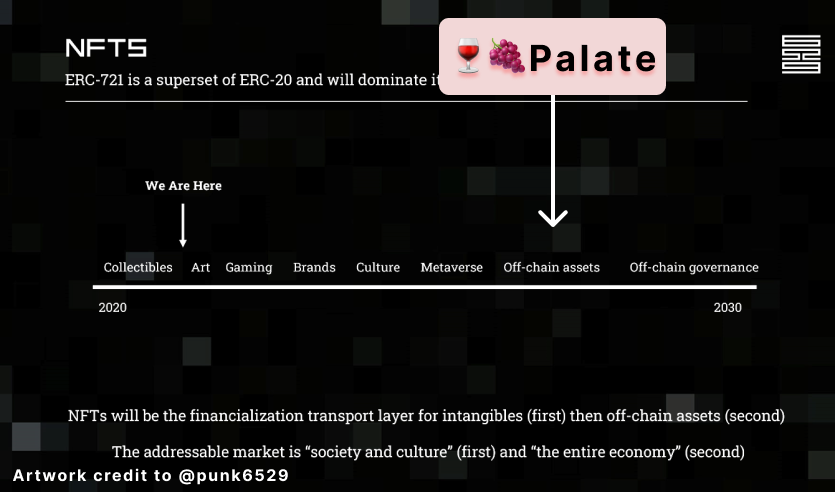 NFTS
🍷🍇Palate
ERC-721 is a superset of ERC-20 and will dominate
We Are Here
Collectibles Art Gaming Brands Culture Metaverse Off-chain assets Off-chain governance
2020 2030
NFTs will be the financialization transport layer for intangibles (first) then off-chain assets (second)
The addressable market is “society and culture” (first) and “the entire economy” (second)
Artwork credit to @punk6529